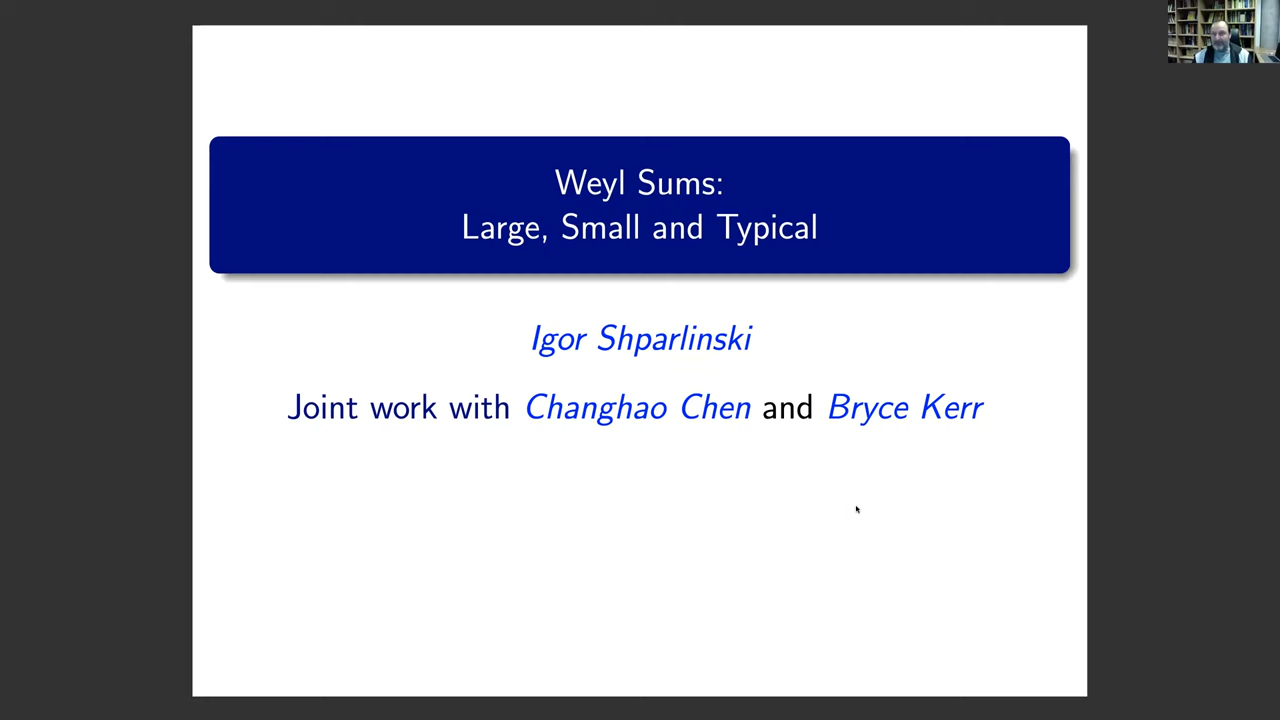 Weyl Sums:
Large, Small and Typical
Igor Shparlinski
Joint work with Changhao Chen and Bryce Kerr